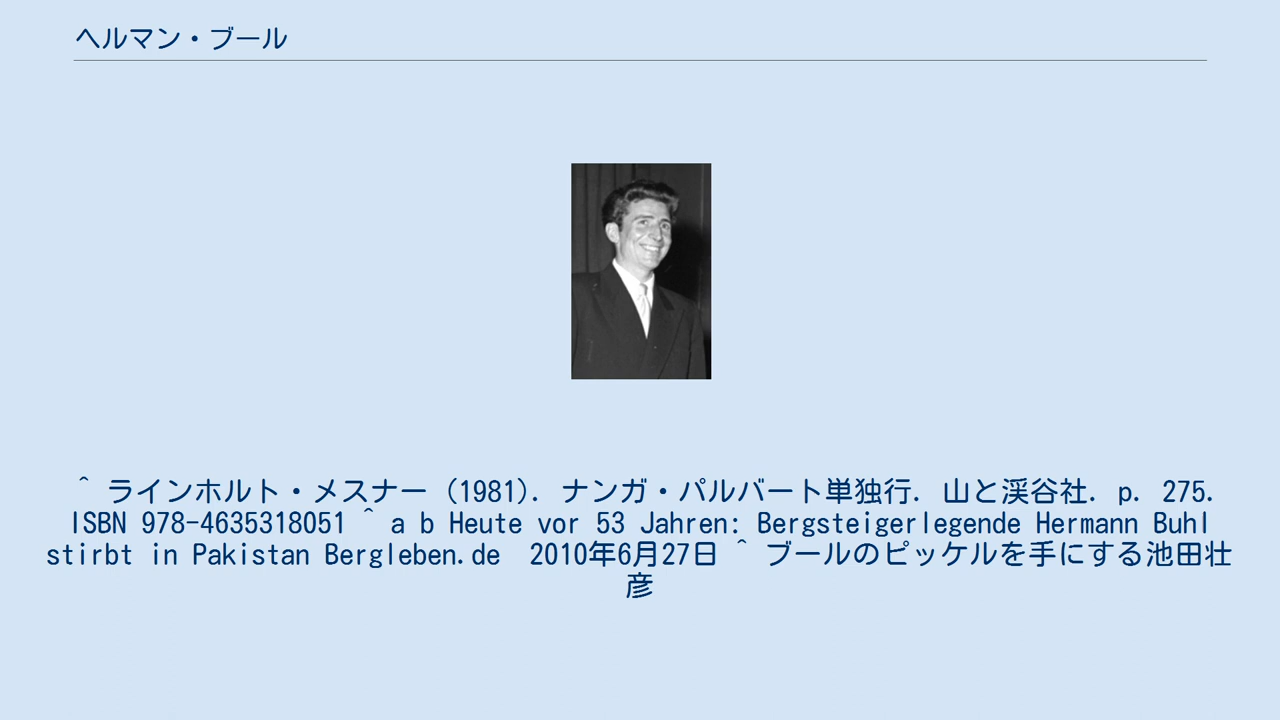 ヘルマン・ブール
^ ラインホルト・メスナー (1981). ナンガ・パルバート単独行. 山と渓谷社. p. 275.
ISBN 978-4635318051 ^ a b Heute vor 53 Jahren: Bergsteigerlegende Hermann Buhl
stirbt in Pakistan Bergleben.de 2010年6月27日 ^ ブールのピッケルを手にする池田壮
彦